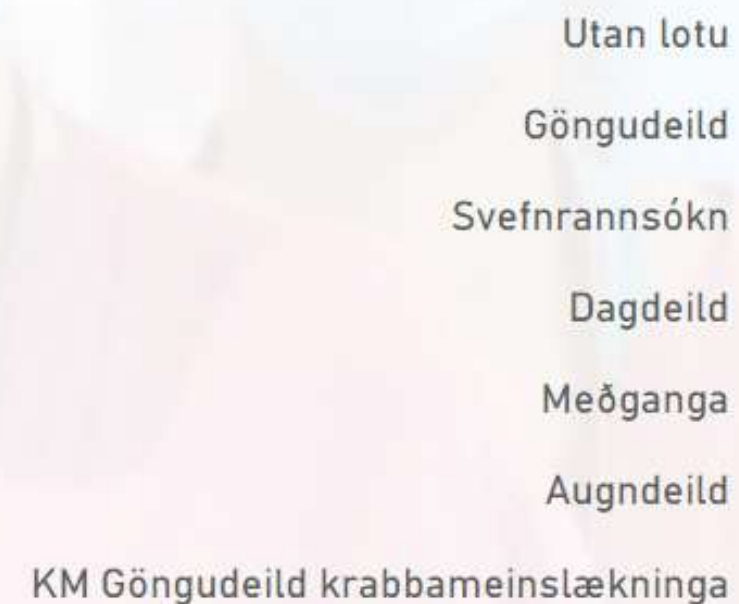 Utan lotu
Göngudeild
Svefnrannsókn
Dagdeild
Meðganga
Augndeild
KM Göngudeild krabbameinslækninga